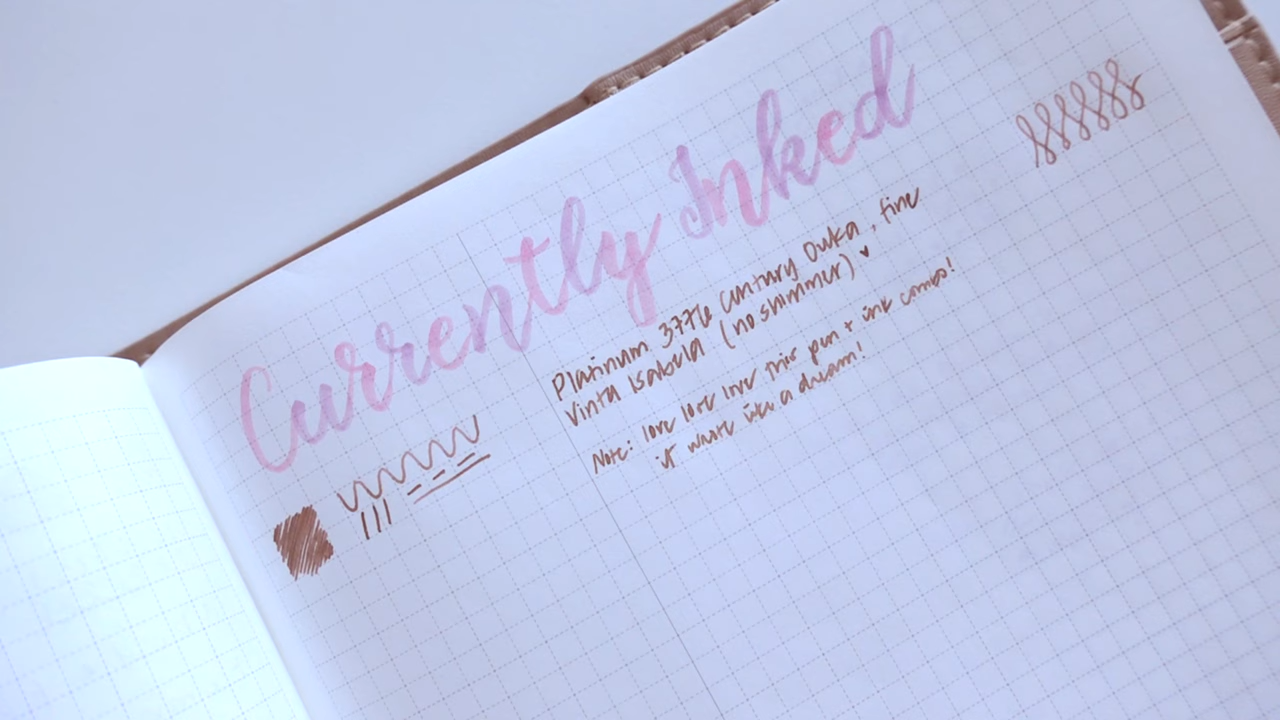 Currently Inked
Platinum 3776 Century Ouka, fine
Vinta Isabela (no shimmer) ♥
Note: love love love this pen + ink combo!
it wrote like a dream!